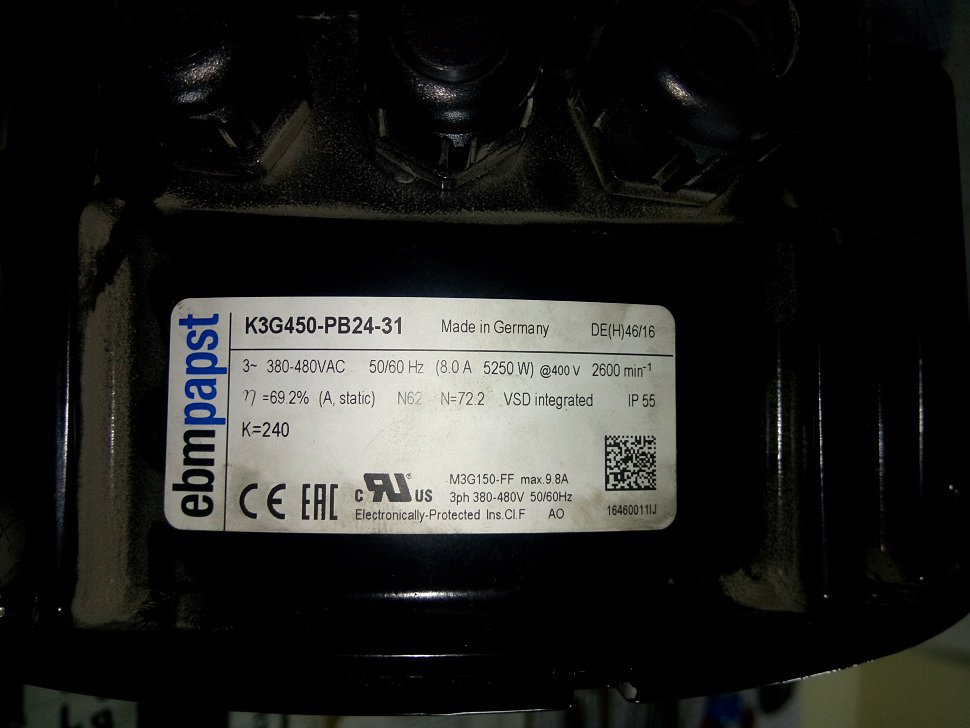 ebmpapst
K3G450-PB24-31 Made in Germany DE(H)46/16
3~ 380-480VAC 50/60 Hz (8.0 A 5250 W) @400 V 2600 min⁻¹
η =69.2% (A, static) N62 N=72.2 VSD integrated IP 55
K=240
CE EAC c RU ® US
M3G150-FF max.9.8A
3ph 380-480V 50/60Hz
Electronically-Protected Ins.Cl.F AO
16460011IJ